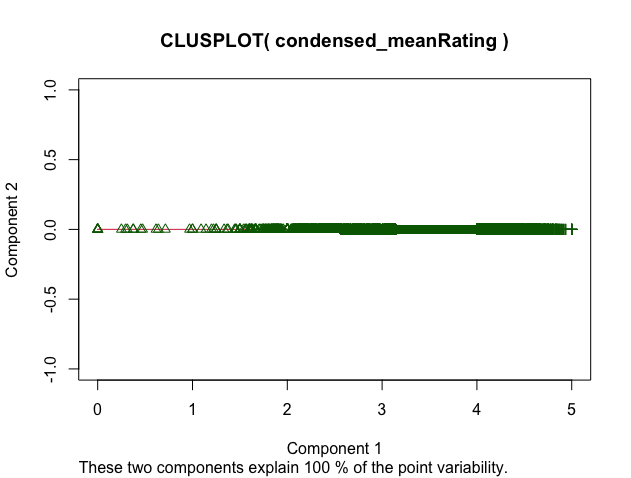 CLUSPLOT( condensed_meanRating )
1.0
0.5
0.0
-0.5
-1.0
Component 2
0 1 2 3 4 5
Component 1
These two components explain 100 % of the point variability.